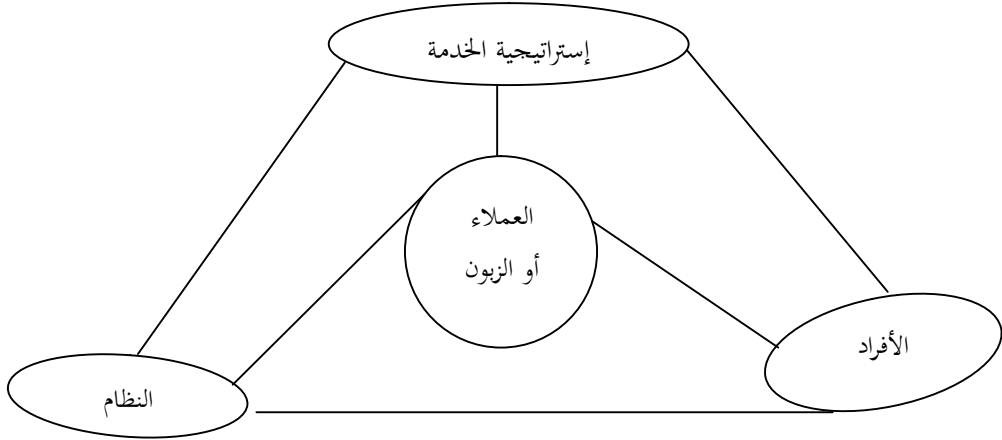 إستراتيجية الخدمة
العملاء
أو الزبون
الأفراد
النظام